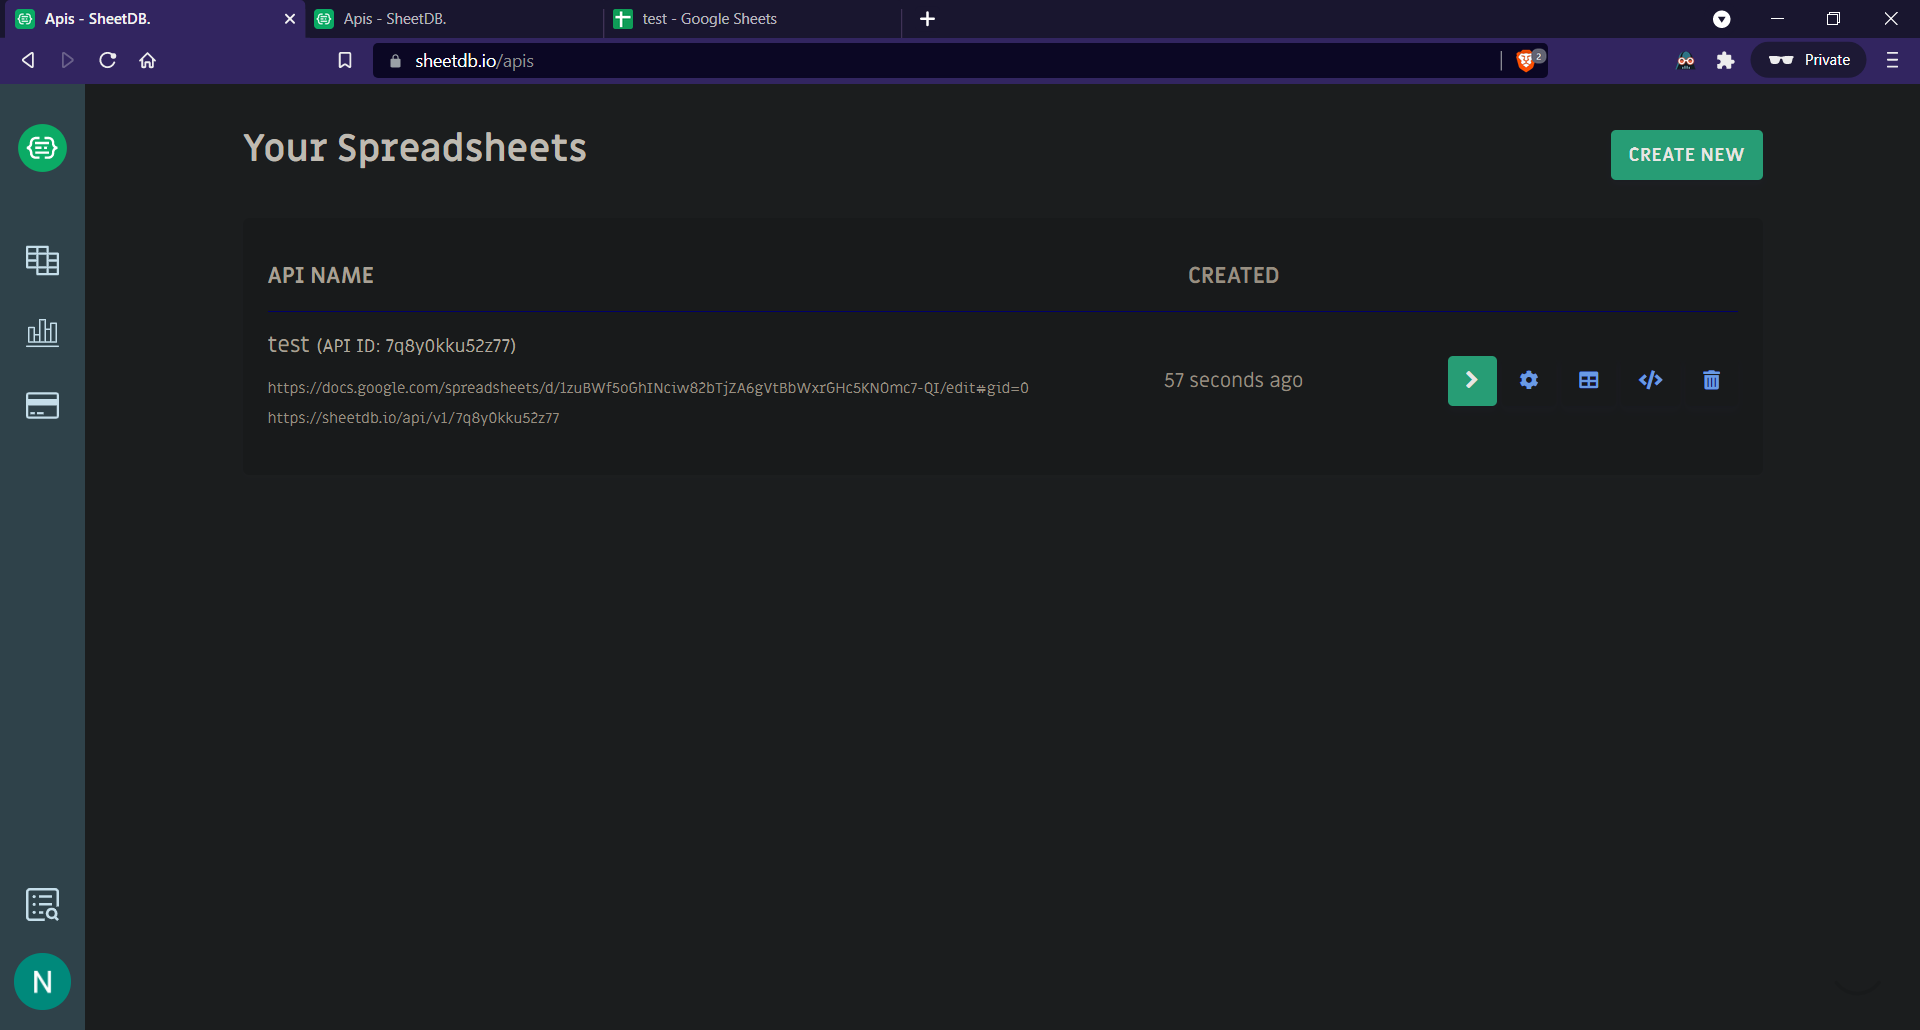 Apis - SheetDB.
Apis - SheetDB.
test - Google Sheets
sheetdb.io/apis
2
Private
Your Spreadsheets
CREATE NEW
API NAME
CREATED
test (API ID: 7q8y0kku52z77)
https://docs.google.com/spreadsheets/d/1zuBWf5oGhINciw82bTjZA6gVtBbWxrGHc5KN0mc7-QI/edit#gid=0
57 seconds ago
https://sheetdb.io/api/v1/7q8y0kku52z77
N